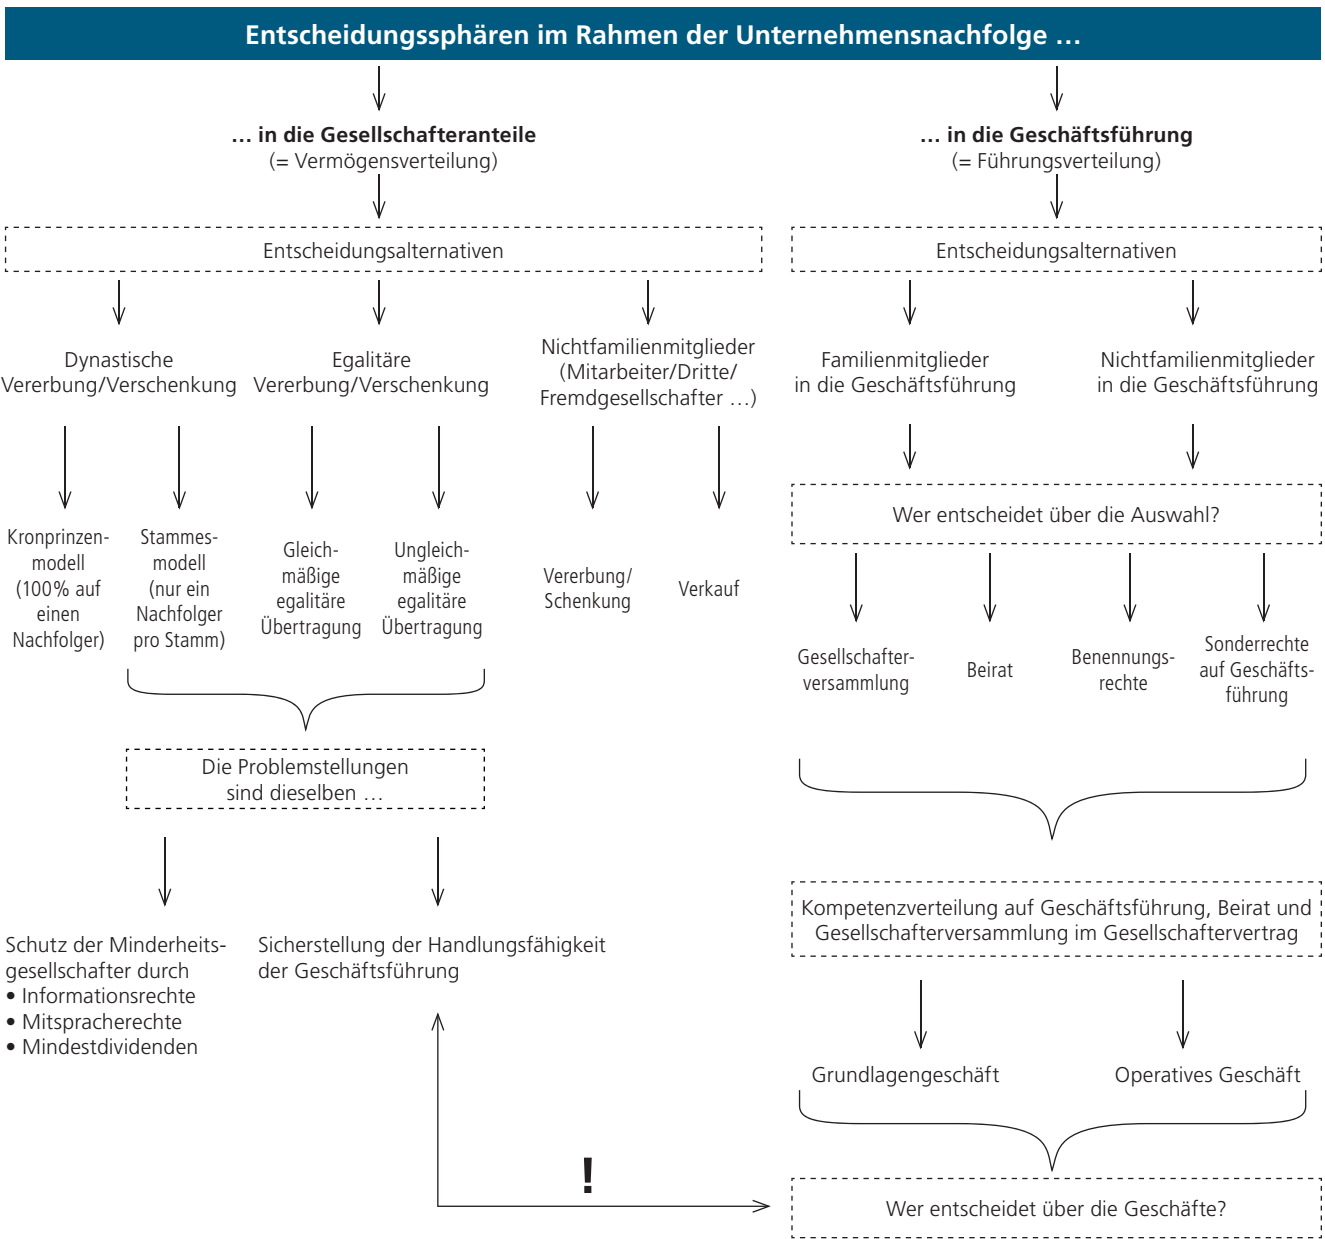 Entscheidungssphären im Rahmen der Unternehmensnachfolge …
… in die Gesellschafteranteile
(= Vermögensverteilung)
… in die Geschäftsführung
(= Führungsverteilung)
Entscheidungsalternativen
Entscheidungsalternativen
Dynastische
Vererbung/Verschenkung
Egalitäre
Vererbung/Verschenkung
Nichtfamilienmitglieder
(Mitarbeiter/Dritte/
Fremdgesellschafter …)
Familienmitglieder
in die Geschäftsführung
Nichtfamilienmitglieder
in die Geschäftsführung
Wer entscheidet über die Auswahl?
Kronprinzen-
modell
(100% auf
einen
Nachfolger)
Stammes-
modell
(nur ein
Nachfolger
pro Stamm)
Gleich-
mäßige
egalitäre
Übertragung
Ungleich-
mäßige
egalitäre
Übertragung
Vererbung/
Schenkung
Verkauf
Gesellschafter-
versammlung
Beirat
Benennungs-
rechte
Sonderrechte
auf Geschäfts-
führung
Die Problemstellungen
sind dieselben …
Kompetenzverteilung auf Geschäftsführung, Beirat und
Gesellschafterversammlung im Gesellschaftervertrag
Schutz der Minderheits-
gesellschafter durch
• Informationsrechte
• Mitspracherechte
• Mindestdividenden
Sicherstellung der Handlungsfähigkeit
der Geschäftsführung
Grundlagengeschäft
Operatives Geschäft
!
Wer entscheidet über die Geschäfte?